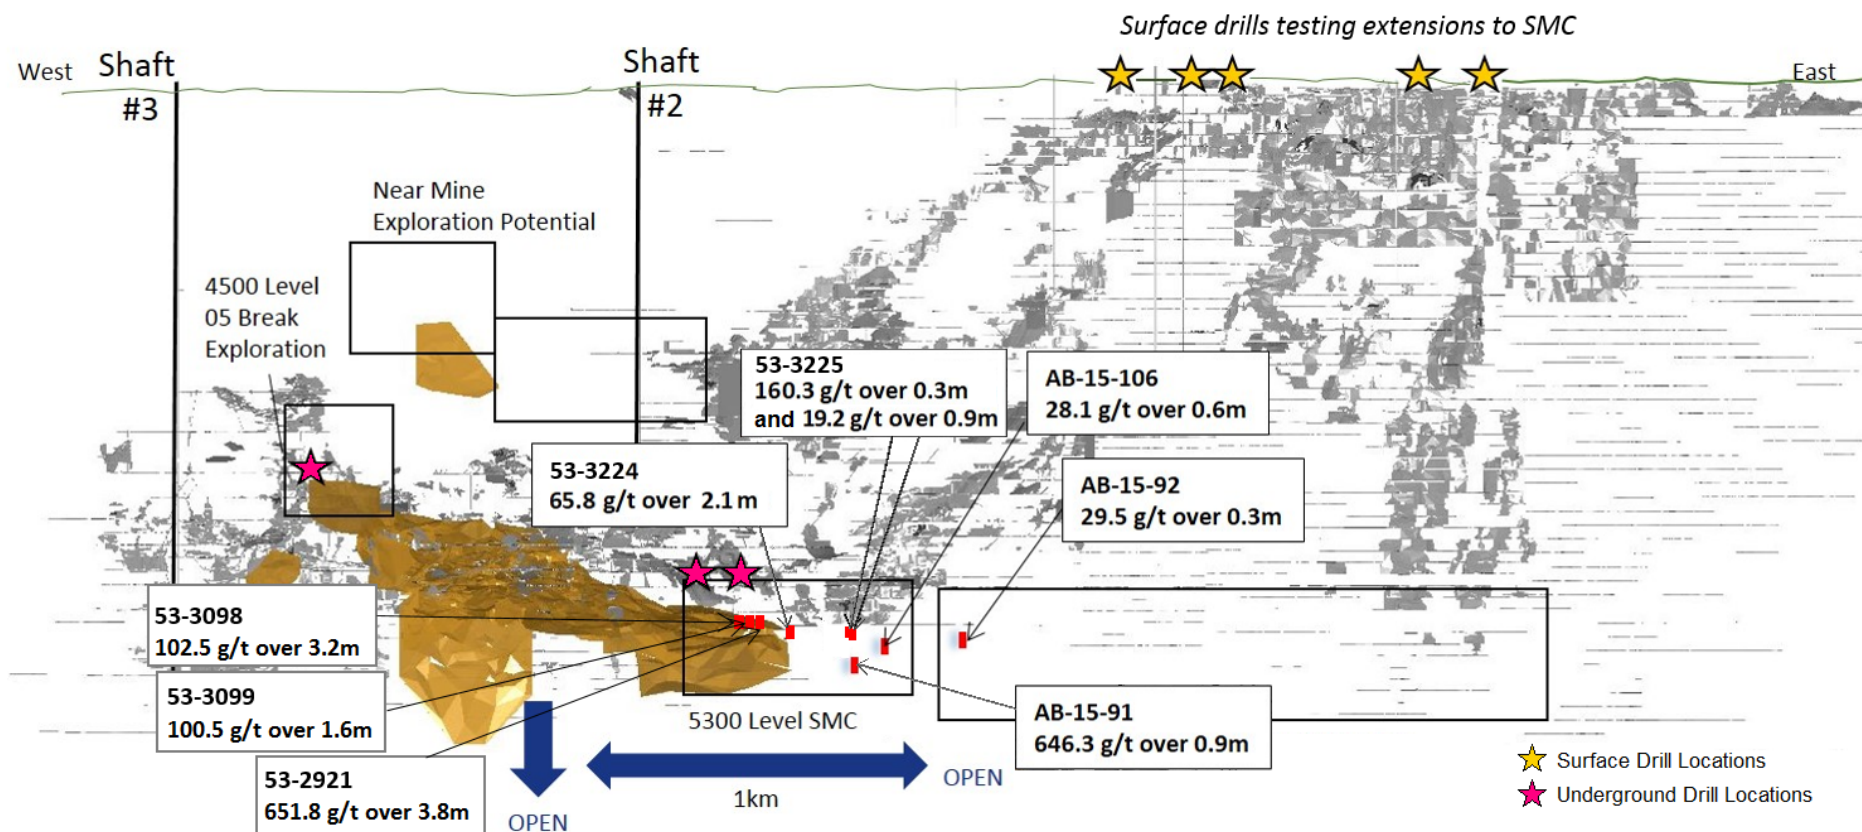 Surface drills testing extensions to SMC
West
Shaft
#3
Shaft
#2
East
Near Mine
Exploration Potential
4500 Level
05 Break
Exploration
53-3225
160.3 g/t over 0.3m
and 19.2 g/t over 0.9m
AB-15-106
28.1 g/t over 0.6m
53-3224
65.8 g/t over 2.1m
AB-15-92
29.5 g/t over 0.3m
53-3098
102.5 g/t over 3.2m
53-3099
100.5 g/t over 1.6m
53-2921
651.8 g/t over 3.8m
5300 Level SMC
AB-15-91
646.3 g/t over 0.9m
OPEN
1km
OPEN
Surface Drill Locations
Underground Drill Locations